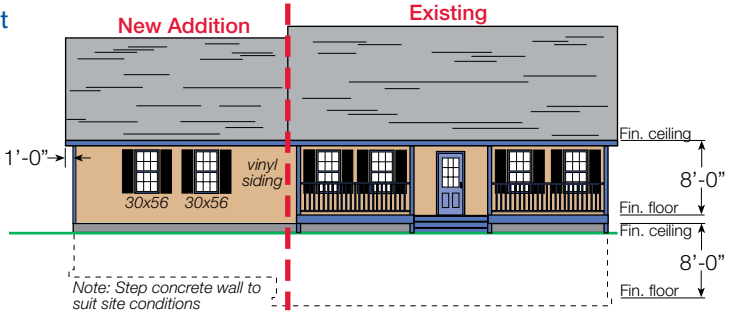 t
New Addition
Existing
Fin. ceiling
1'-0"
vinyl
siding
8'-0"
30x56
30x56
Fin. floor
Fin. ceiling
8'-0"
Note: Step concrete wall to
suit site conditions
Fin. floor